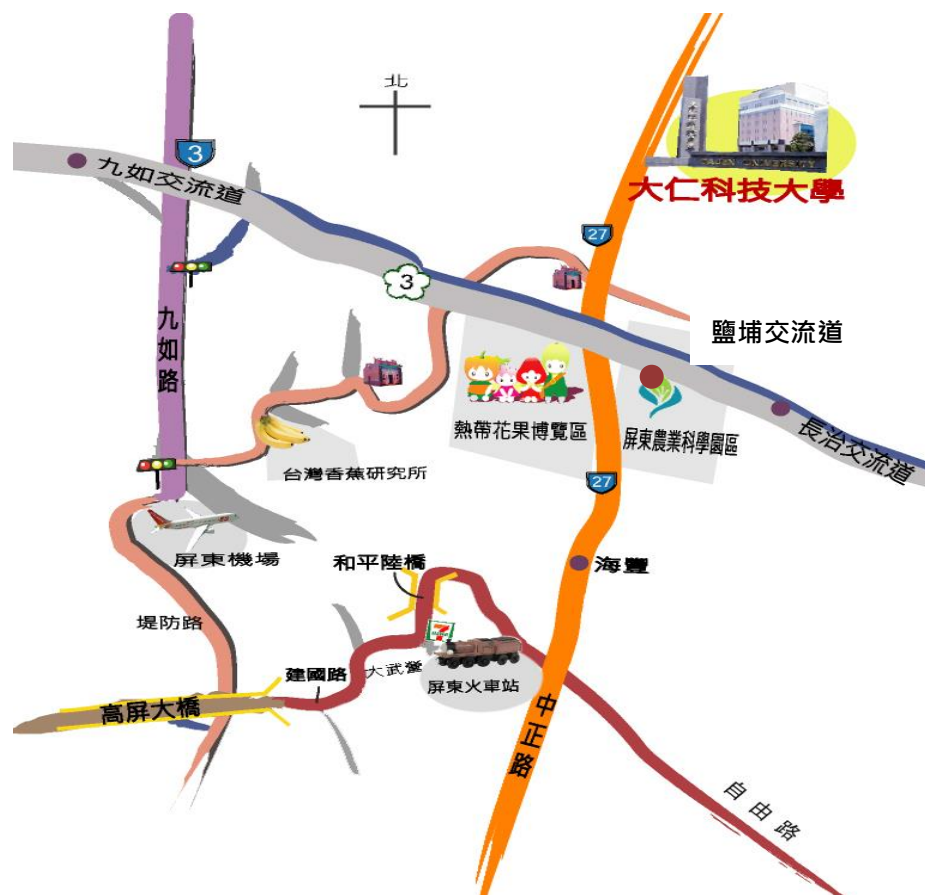 北
3
九如交流道
27
大仁科技大學
TAJEN UNIVERSITY
3
鹽埔交流道
九如路
熱帶花果博覽區
屏東農業科學園區
長治交流道
台灣香蕉研究所
27
屏東機場
和平陸橋
海豐
堤防路
7
大武營
建國路
屏東火車站
高屏大橋
中正路
自由路